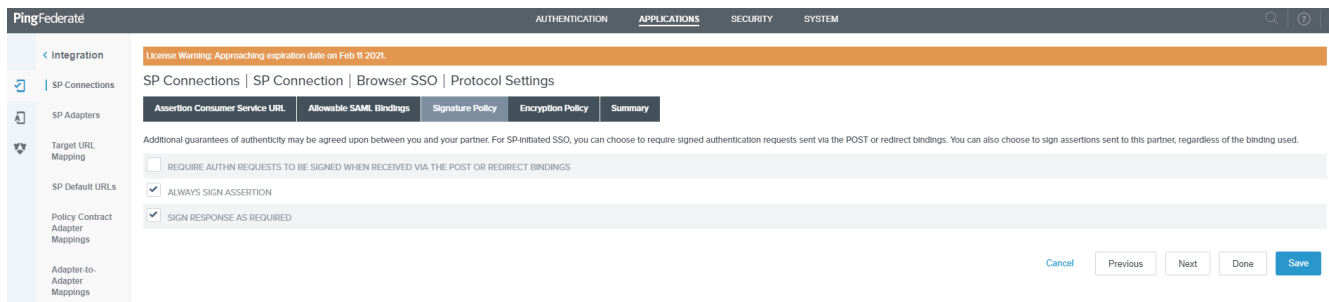 PingFederate AUTHENTICATION APPLICATIONS SECURITY SYSTEM
Integration
License Warning: Approaching expiration date on Feb 11 2021.
SP Connections
SP Connections | SP Connection | Browser SSO | Protocol Settings
Assertion Consumer Service URL Allowable SAML Bindings Signature Policy Encryption Policy Summary
SP Adapters
Additional guarantees of authenticity may be agreed upon between you and your partner. For SP-initiated SSO, you can choose to require signed authentication requests sent via the POST or redirect bindings. You can also choose to sign assertions sent to this partner, regardless of the binding used.
Target URL
Mapping
REQUIRE AUTHN REQUESTS TO BE SIGNED WHEN RECEIVED VIA THE POST OR REDIRECT BINDINGS
SP Default URLs
ALWAYS SIGN ASSERTION
Policy Contract
Adapter
Mappings
SIGN RESPONSE AS REQUIRED
Adapter-to-
Adapter
Mappings
Cancel Previous Next Done Save